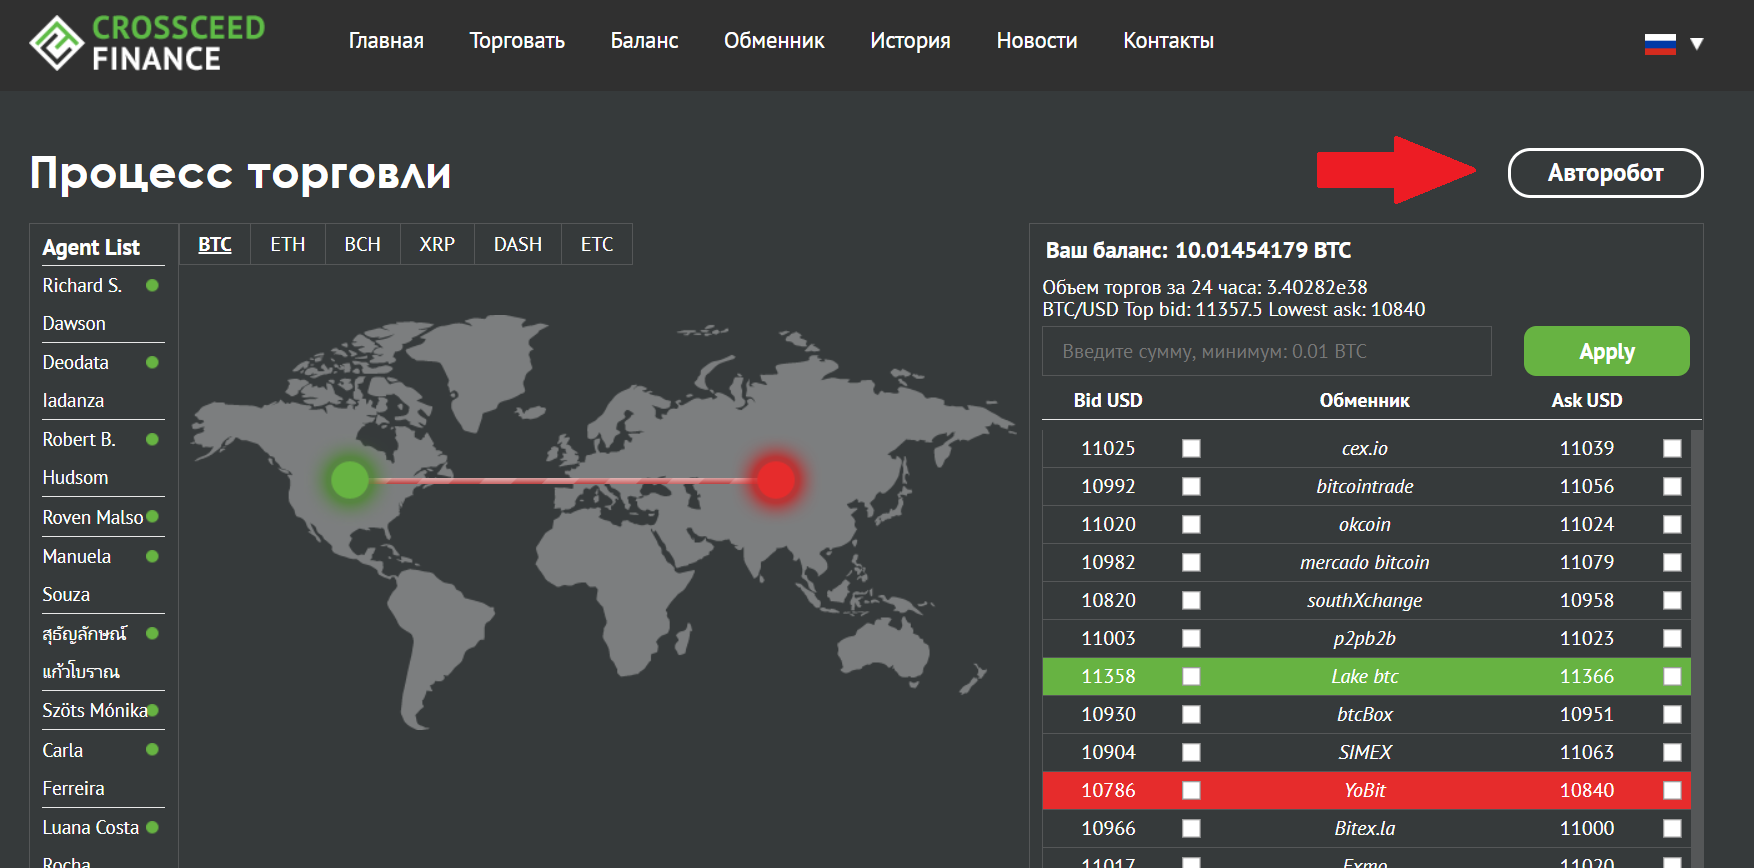 CROSSCEED
FINANCE
Главная Торговать Баланс Обменник История Новости Контакты
Процесс торговли
Авторобот
Agent List
Richard S.
Dawson
Deodata
Iadanza
Robert B.
Hudsom
Roven Malso
Manuela
Souza
สุธัญลักษณ์
แก้วโบราณ
Szöts Mónika
Carla
Ferreira
Luana Costa
Rocha
BTC ETH BCH XRP DASH ETC
Ваш баланс: 10.01454179 BTC
Объем торгов за 24 часа: 3.40282e38
BTC/USD Top bid: 11357.5 Lowest ask: 10840
Введите сумму, минимум: 0.01 BTC
Apply
Bid USD Обменник Ask USD
11025 cex.io 11039
10992 bitcointrade 11056
11020 okcoin 11024
10982 mercado bitcoin 11079
10820 southXchange 10958
11003 p2pb2b 11023
11358 Lake btc 11366
10930 btcBox 10951
10904 SIMEX 11063
10786 YoBit 10840
10966 Bitex.la 11000
11017 Exmo 11020